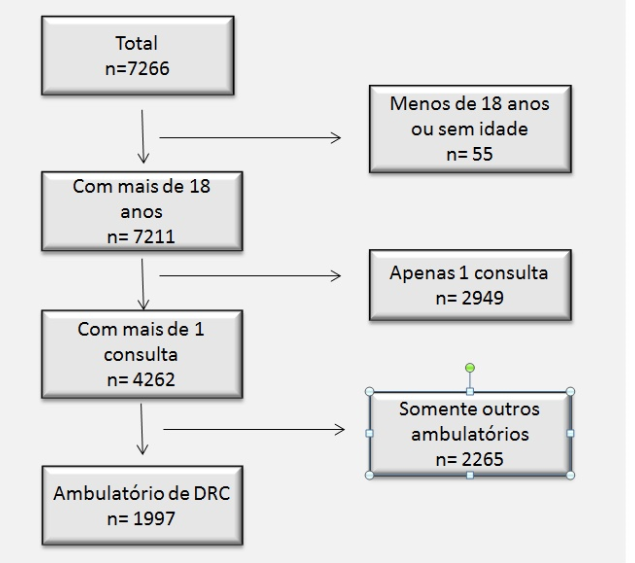 Total
n=7266
Menos de 18 anos
ou sem idade
n= 55
Com mais de 18
anos
n= 7211
Apenas 1 consulta
n= 2949
Com mais de 1
consulta
n= 4262
Somente outros
ambulatórios
n= 2265
Ambulatório de DRC
n= 1997